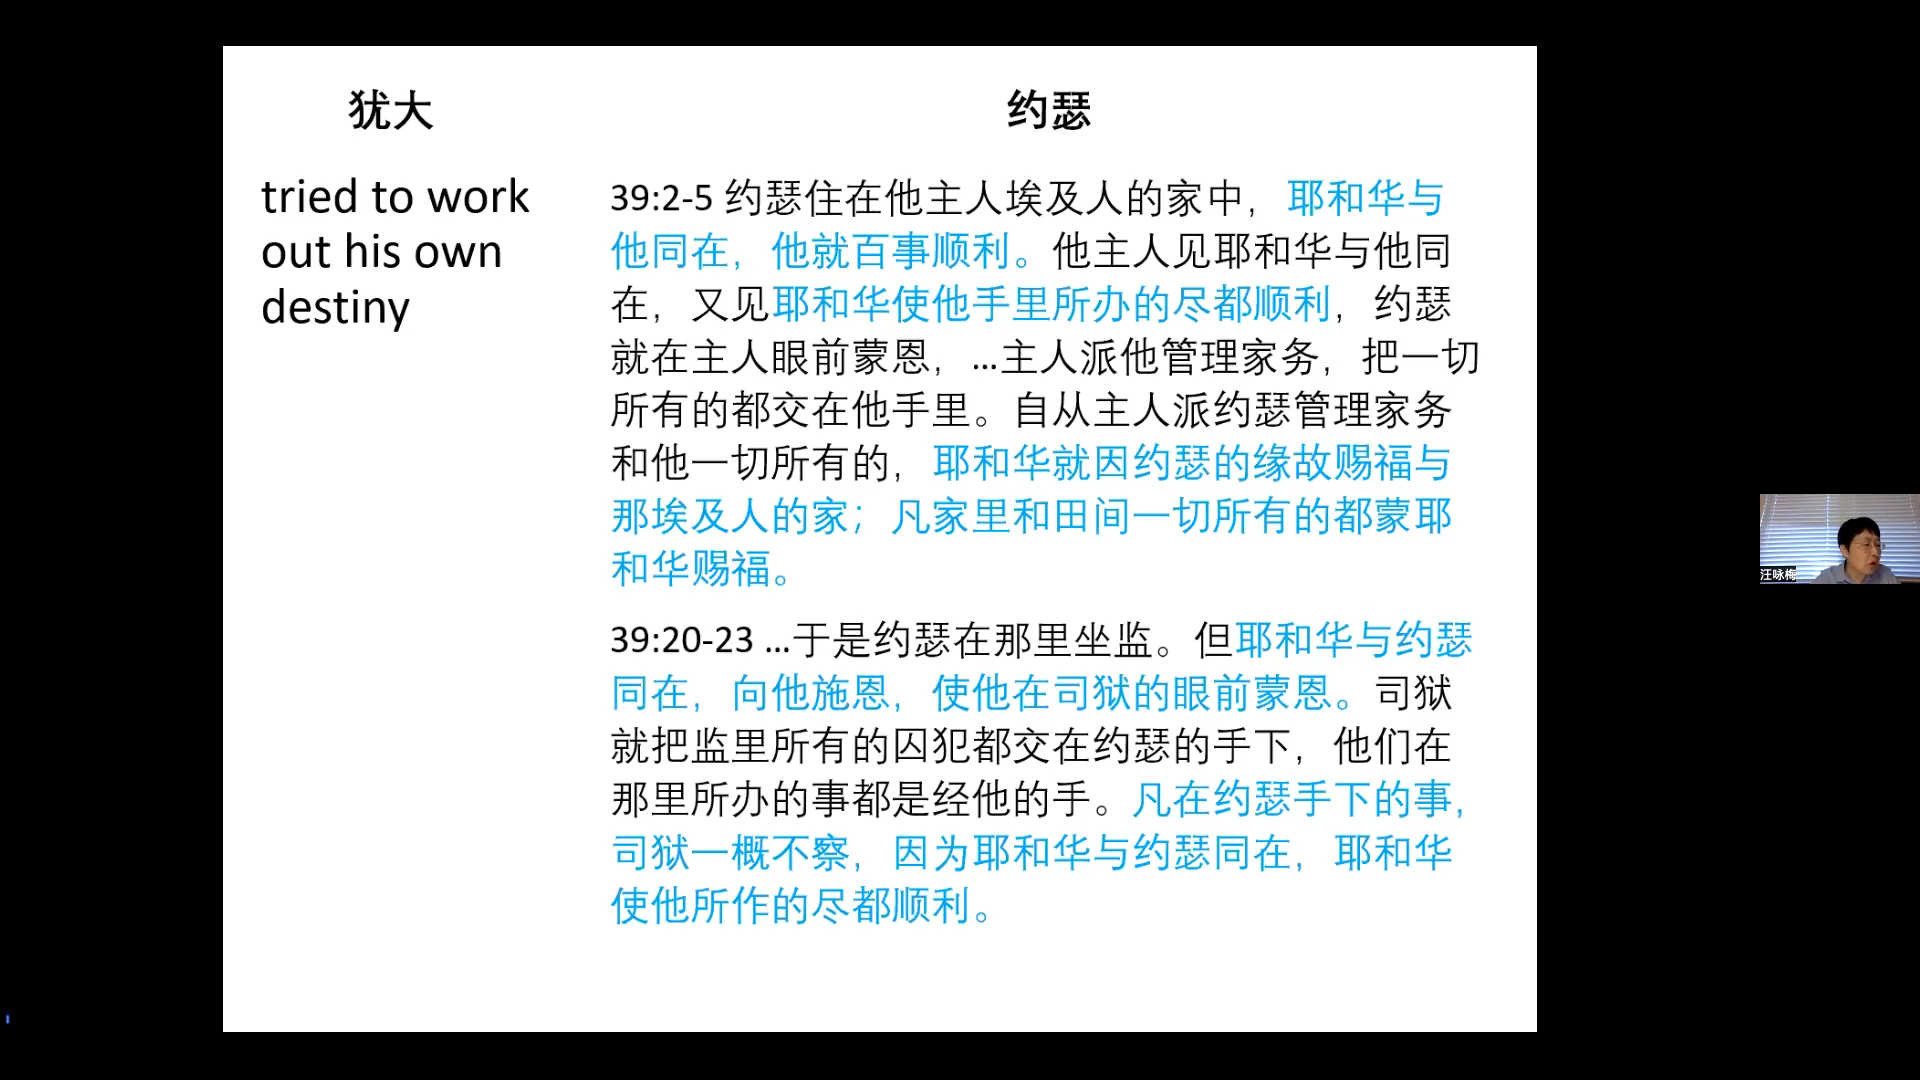 犹大
约瑟
tried to work
out his own
destiny
39:2-5 约瑟住在他主人埃及人的家中，耶和华与
他同在，他就百事顺利。他主人见耶和华与他同
在，又见耶和华使他手里所办的尽都顺利，约瑟
就在主人眼前蒙恩，...主人派他管理家务，把一切
所有的都交在他手里。自从主人派约瑟管理家务
和他一切所有的，耶和华就因约瑟的缘故赐福与
那埃及人的家；凡家里和田间一切所有的都蒙耶
和华赐福。
39:20-23 ...于是约瑟在那里坐监。但耶和华与约瑟
同在，向他施恩，使他在司狱的眼前蒙恩。司狱
就把监里所有的囚犯都交在约瑟的手下，他们在
那里所办的事都是经他的手。凡在约瑟手下的事，
司狱一概不察，因为耶和华与约瑟同在，耶和华
使他所作的尽都顺利。
汪咏梅